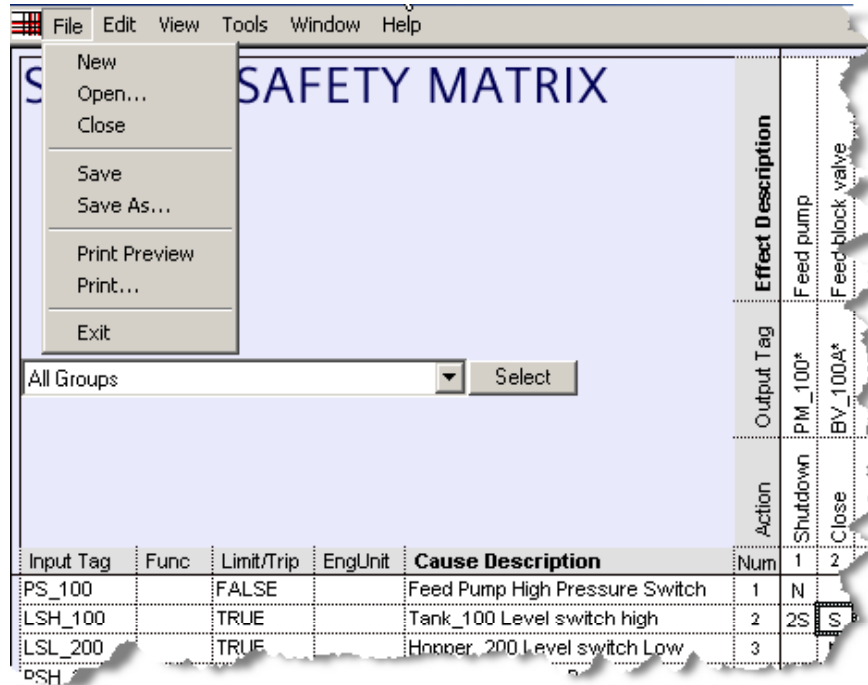 File Edit View Tools Window Help
New
Open...
Close
Save
Save As...
Print Preview
Print...
Exit
S SAFETY MATRIX
All Groups
Select
Effect Description
Feed pump
Feed block valve
Output Tag
PM_100*
BV_100A*
Action
Shutdown
Close
Input Tag Func Limit/Trip EngUnit Cause Description Num 1 2
PS_100 FALSE Feed Pump High Pressure Switch 1 N
LSH_100 TRUE Tank_100 Level switch high 2 2S S
LSL_200 TRUE Hopper_200 Level switch Low 3
PSH